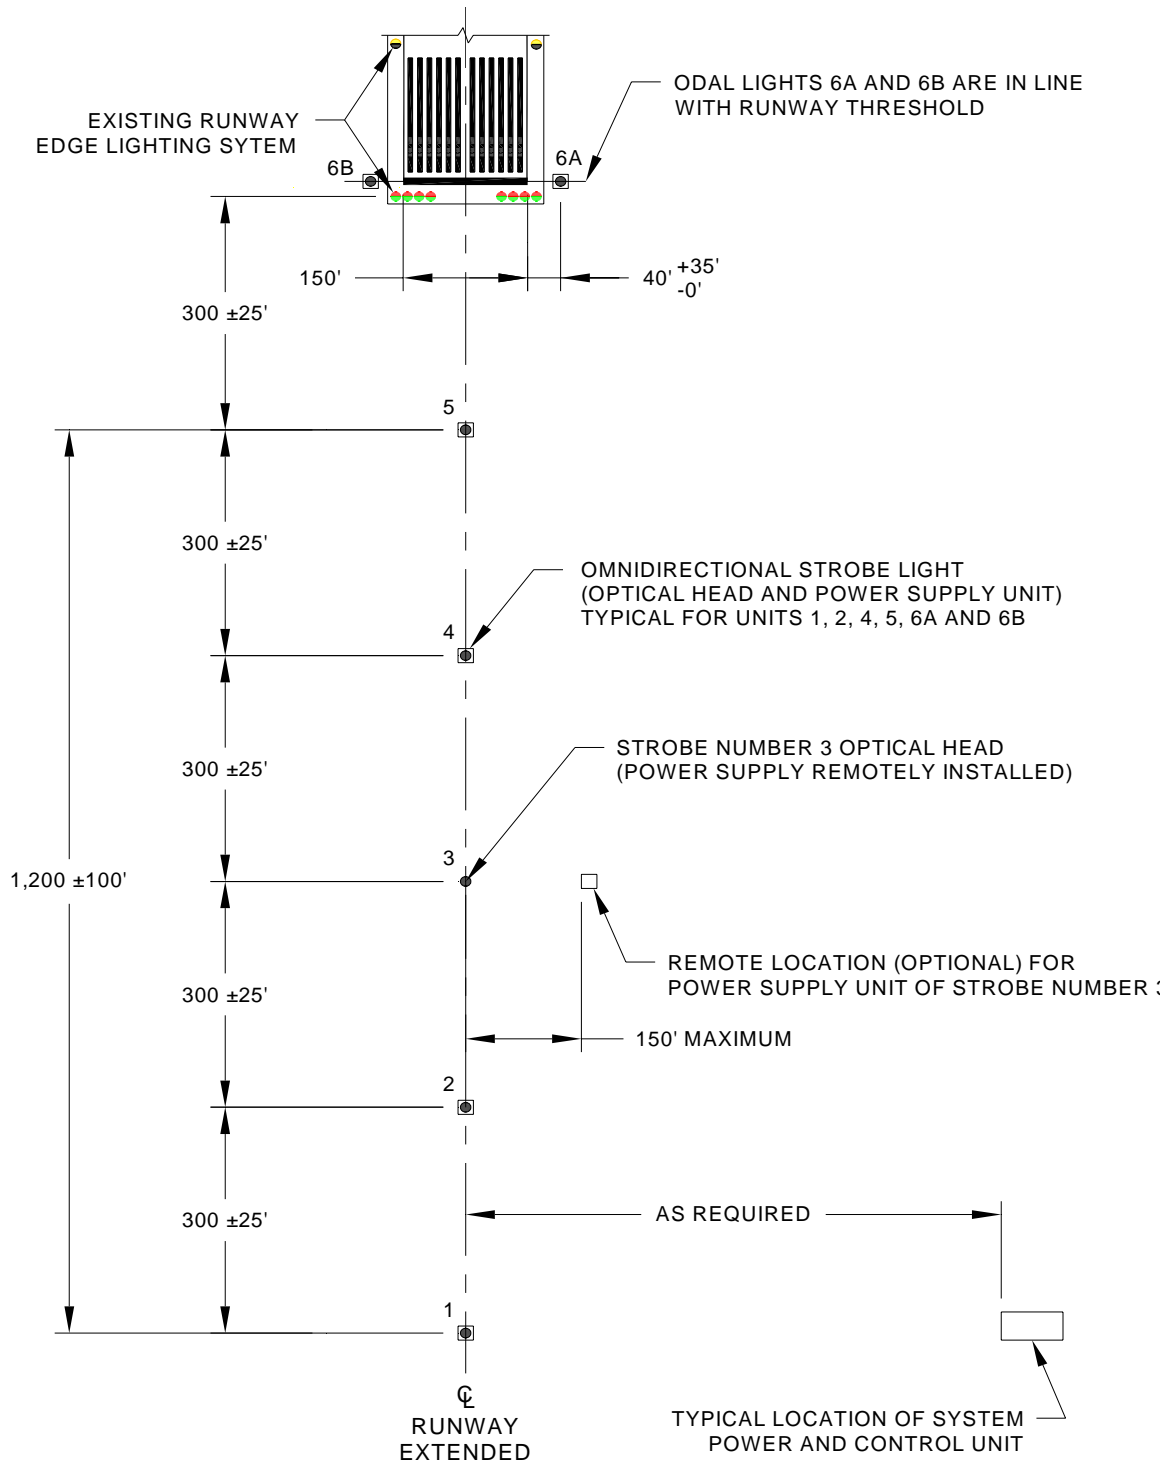 ODAL LIGHTS 6A AND 6B ARE IN LINE
WITH RUNWAY THRESHOLD
EXISTING RUNWAY
EDGE LIGHTING SYTEM
6B
6A
150'
40' +35'
-0'
300 ±25'
5
300 ±25'
OMNIDIRECTIONAL STROBE LIGHT
(OPTICAL HEAD AND POWER SUPPLY UNIT)
TYPICAL FOR UNITS 1, 2, 4, 5, 6A AND 6B
4
STROBE NUMBER 3 OPTICAL HEAD
(POWER SUPPLY REMOTELY INSTALLED)
300 ±25'
3
1,200 ±100'
REMOTE LOCATION (OPTIONAL) FOR
POWER SUPPLY UNIT OF STROBE NUMBER 3
300 ±25'
150' MAXIMUM
2
300 ±25'
AS REQUIRED
1
℄
RUNWAY
EXTENDED
TYPICAL LOCATION OF SYSTEM
POWER AND CONTROL UNIT